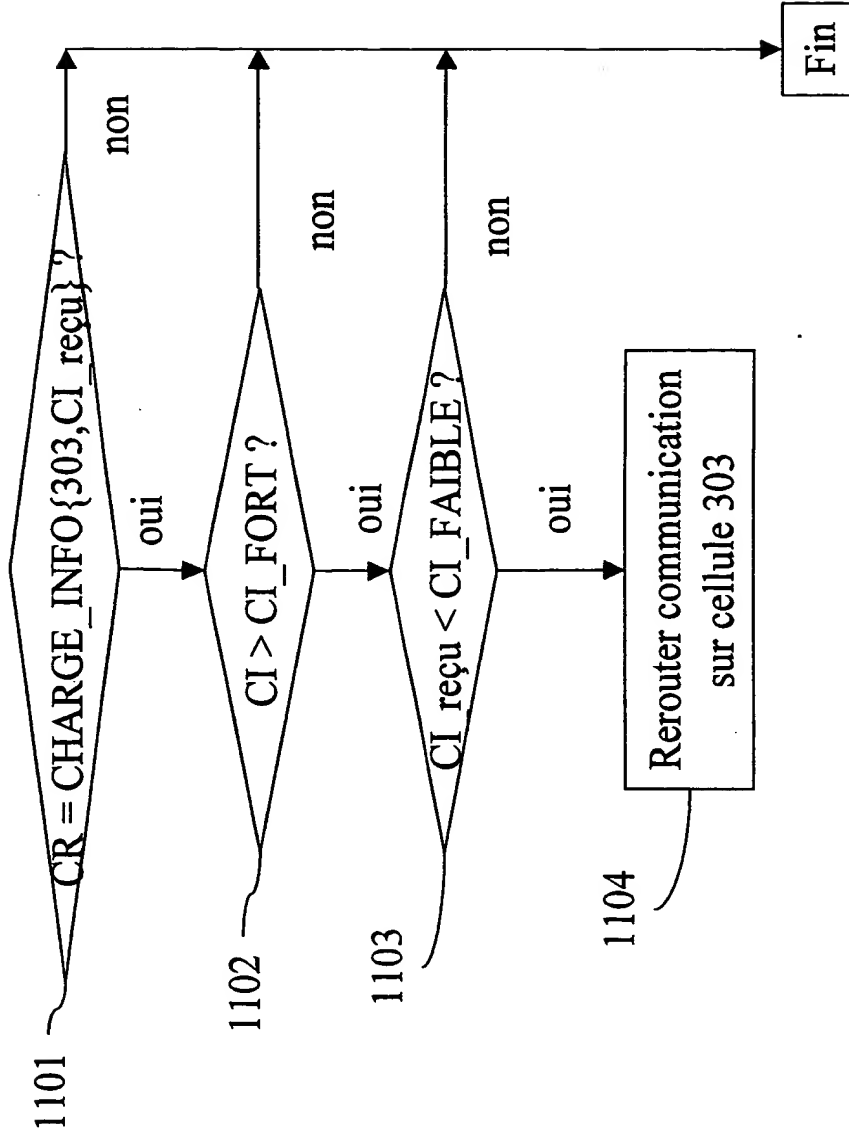 1101
CR = CHARGE_INFO{303,CI_reçu} ?
non
oui
1102
CI > CI_FORT ?
non
oui
1103
CI_reçu < CI_FAIBLE ?
non
oui
1104
Rerouter communication
sur cellule 303
Fin